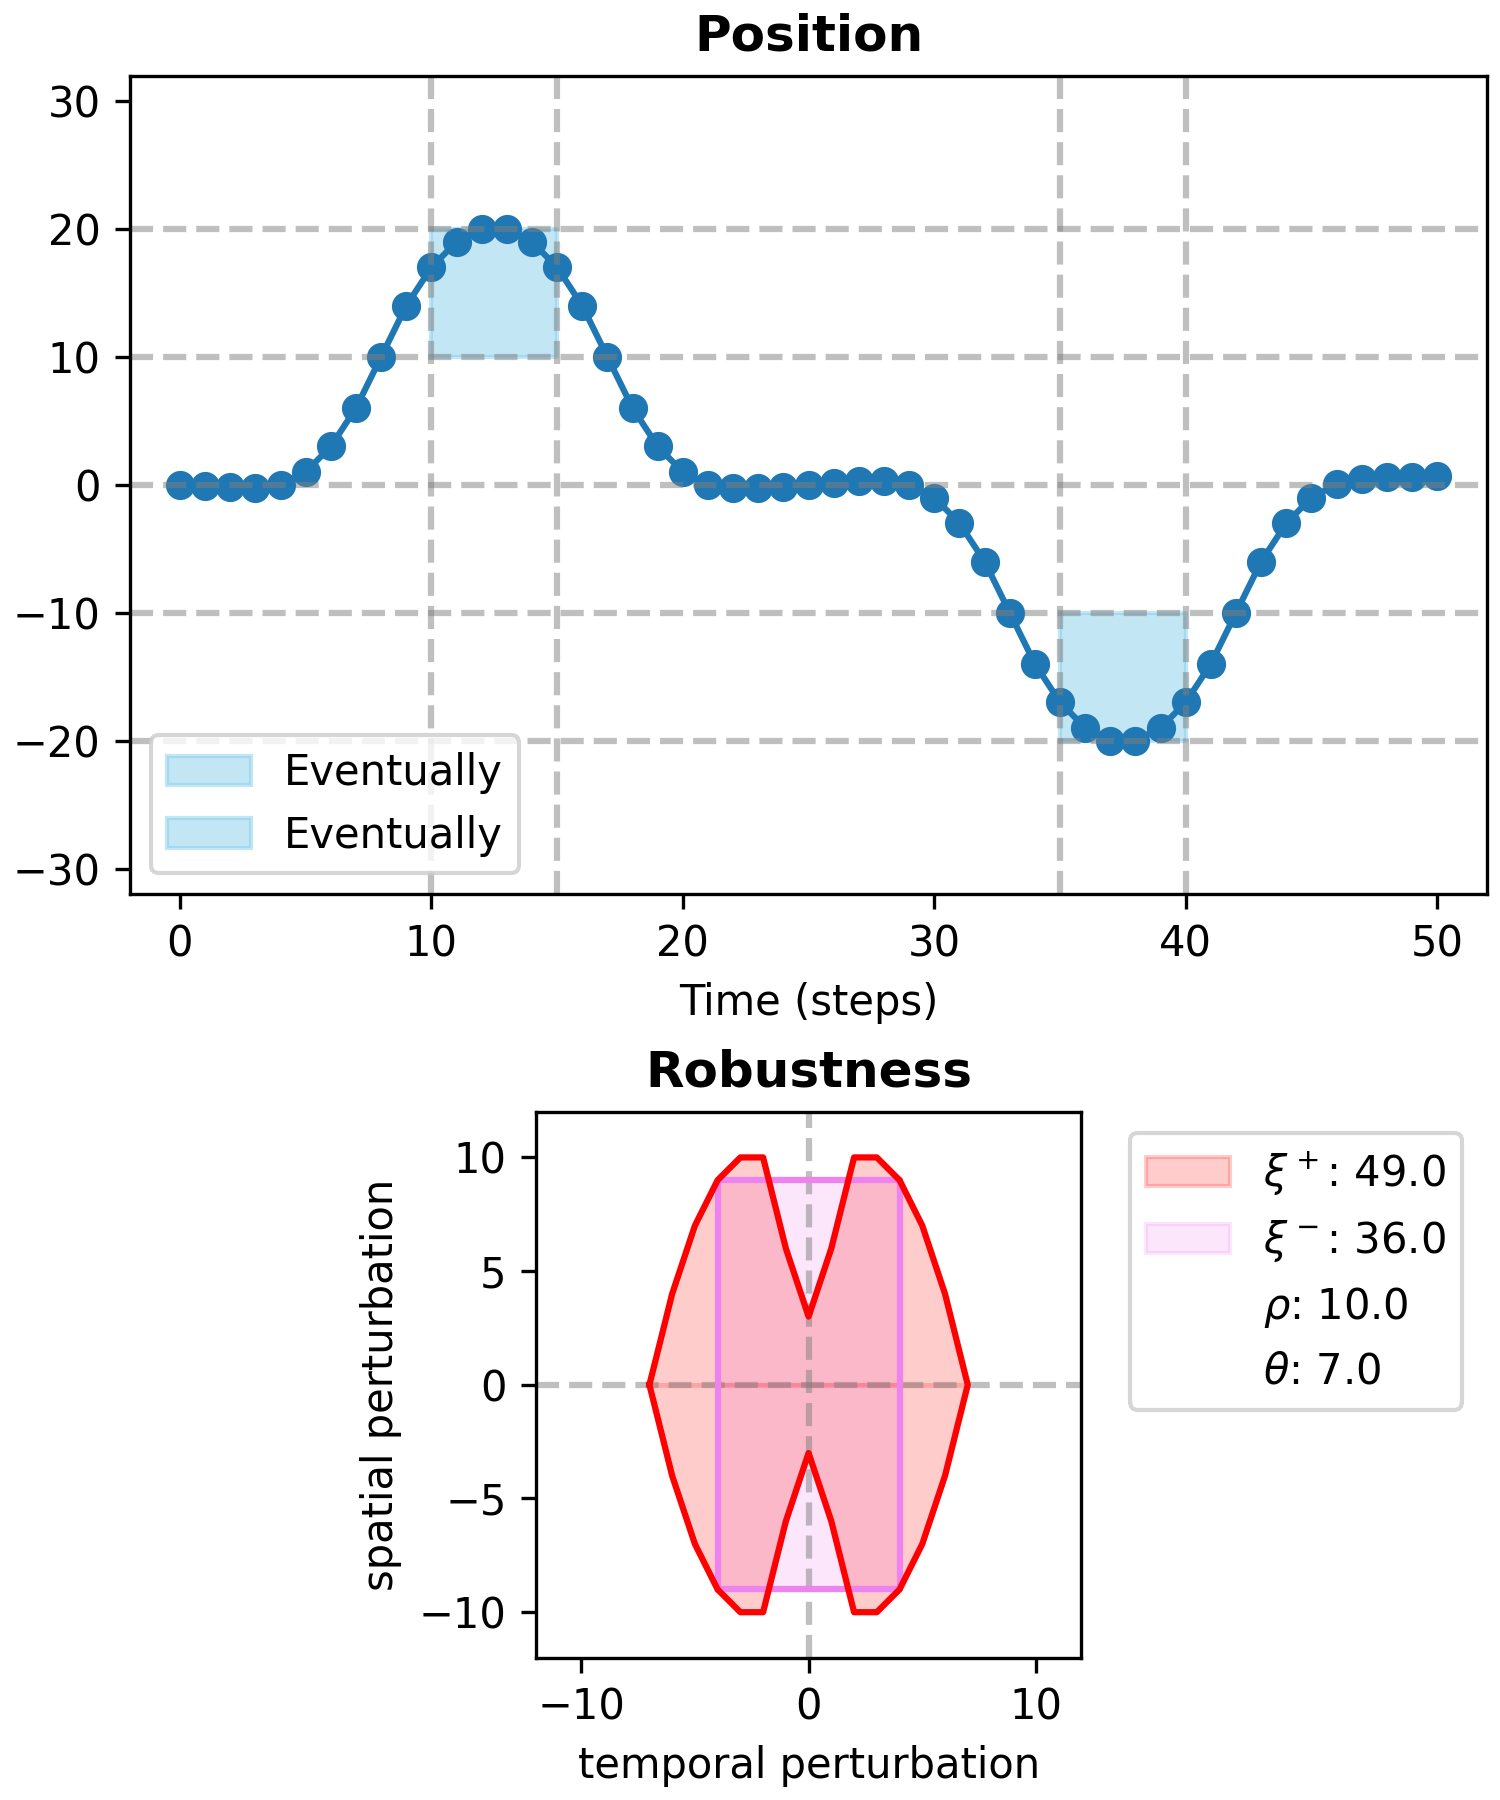 Position
30
20
10
0
−10
−20
−30
Eventually
Eventually
0 10 20 30 40 50
Time (steps)
Robustness
10
5
0
−5
−10
spatial perturbation
−10 0 10
temporal perturbation
ξ⁺: 49.0
ξ⁻: 36.0
ρ: 10.0
θ: 7.0